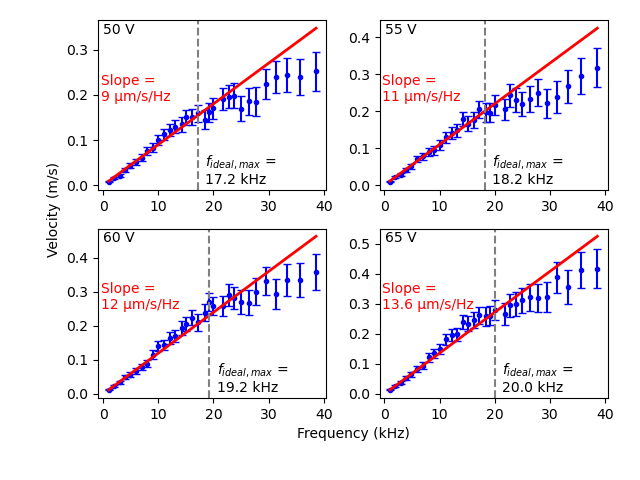 50 V
55 V
0.3
0.2
0.1
0.0
Slope =
9 μm/s/Hz
f_ideal,max =
17.2 kHz
0 10 20 30 40
0.4
0.3
0.2
0.1
0.0
Slope =
11 μm/s/Hz
f_ideal,max =
18.2 kHz
0 10 20 30 40
Velocity (m/s)
60 V
65 V
0.4
0.3
0.2
0.1
0.0
Slope =
12 μm/s/Hz
f_ideal,max =
19.2 kHz
0 10 20 30 40
0.5
0.4
0.3
0.2
0.1
0.0
Slope =
13.6 μm/s/Hz
f_ideal,max =
20.0 kHz
0 10 20 30 40
Frequency (kHz)